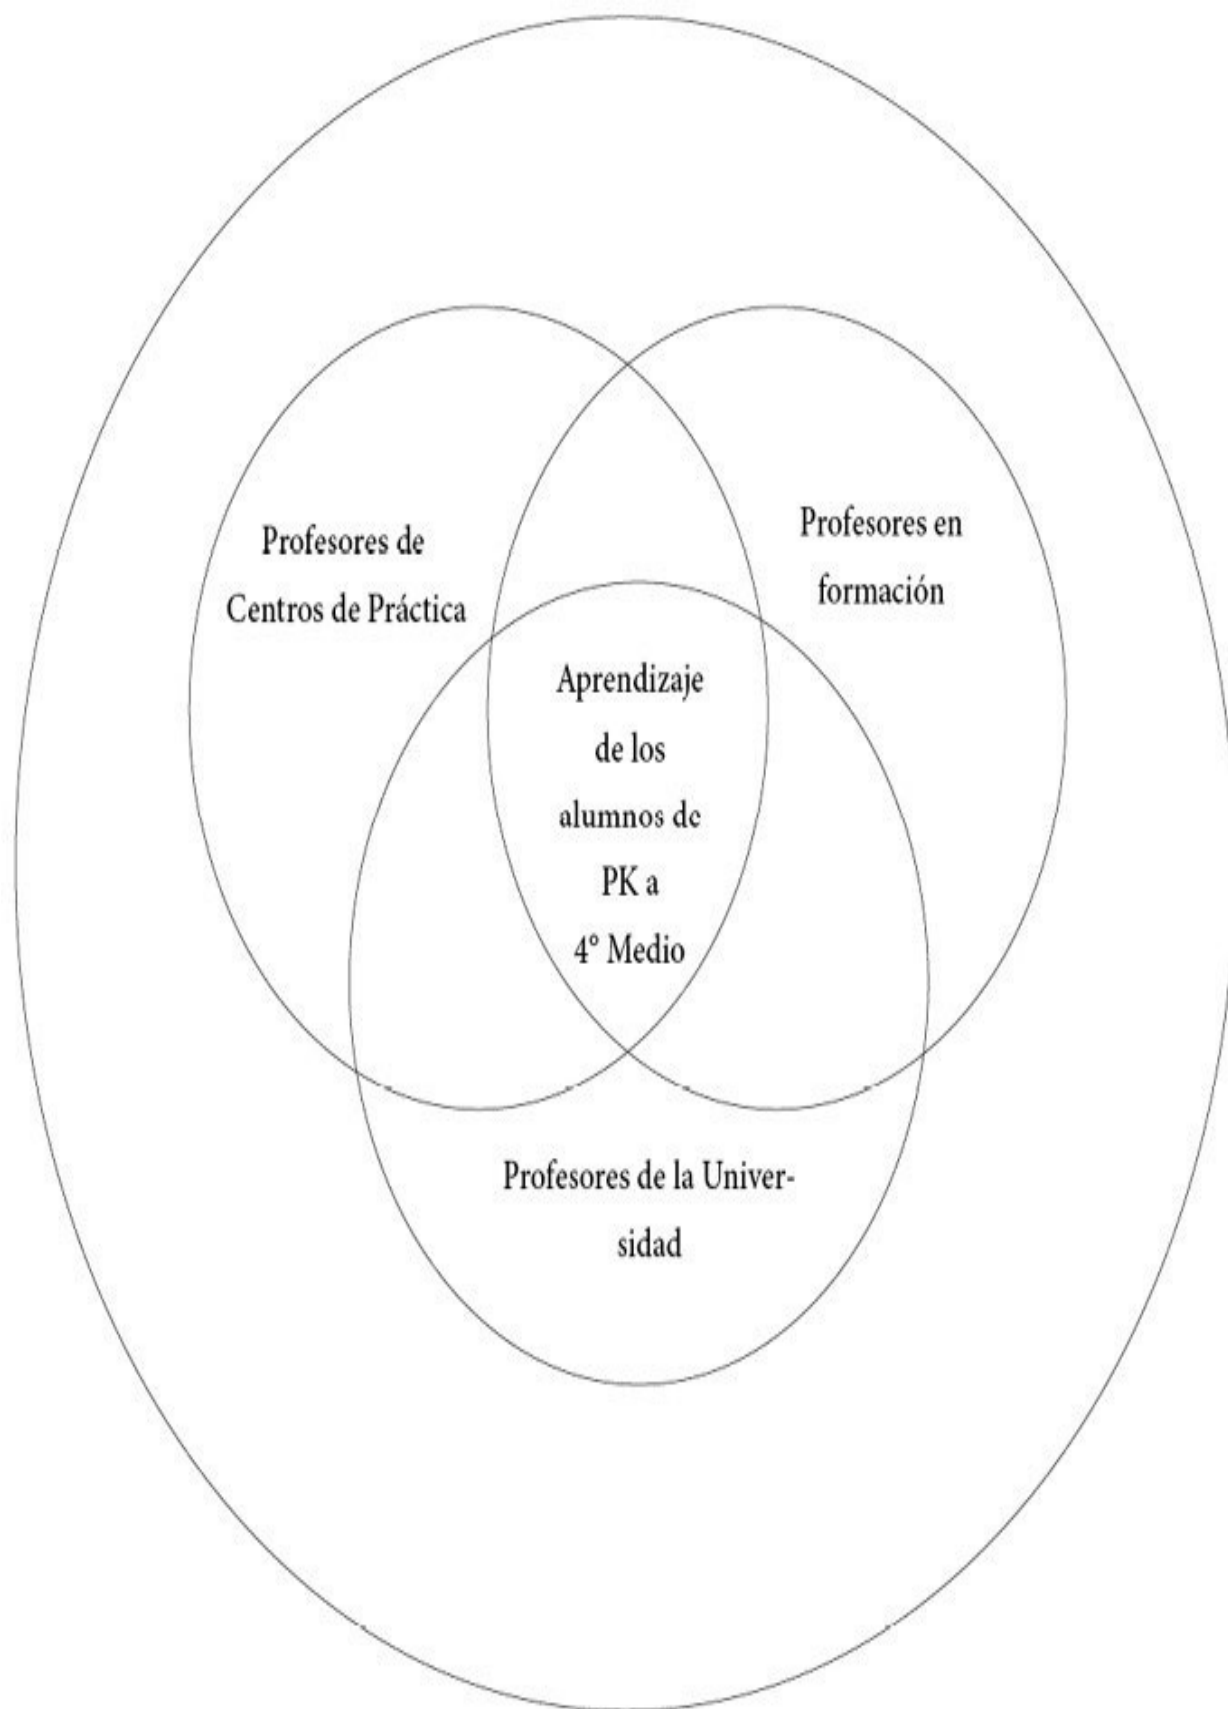 Profesores de
Centros de Práctica
Profesores en
formación
Aprendizaje
de los
alumnos de
PK a
4° Medio
Profesores de la Univer-
sidad